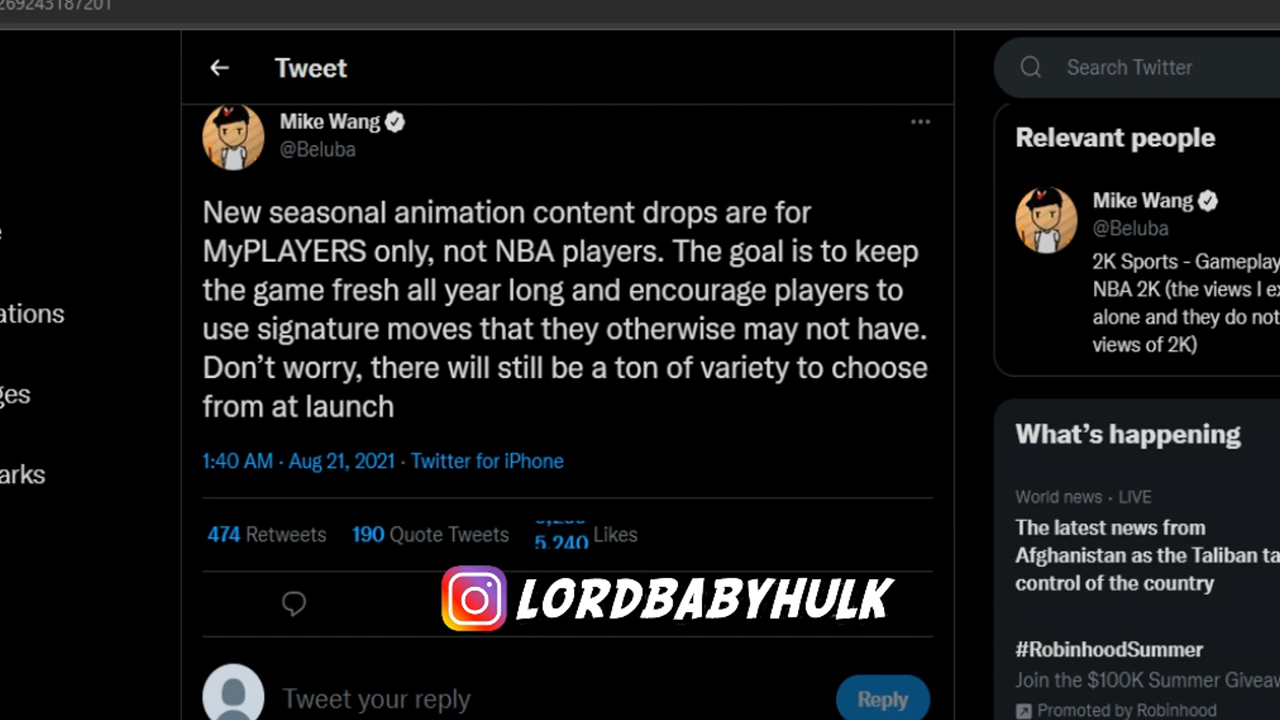 269243187201
Tweet
Search Twitter
Mike Wang
@Beluba
New seasonal animation content drops are for
MyPLAYERS only, not NBA players. The goal is to keep
the game fresh all year long and encourage players to
use signature moves that they otherwise may not have.
Don’t worry, there will still be a ton of variety to choose
from at launch
1:40 AM · Aug 21, 2021 · Twitter for iPhone
474 Retweets 190 Quote Tweets 5,240 Likes
LORDBABYHULK
Tweet your reply
Reply
ations
ges
arks
Relevant people
Mike Wang
@Beluba
2K Sports - Gameplay
NBA 2K (the views I ex
alone and they do not
views of 2K)
What’s happening
World news · LIVE
The latest news from
Afghanistan as the Taliban ta
control of the country
#RobinhoodSummer
Join the $100K Summer Giveaw
Promoted by Robinhood